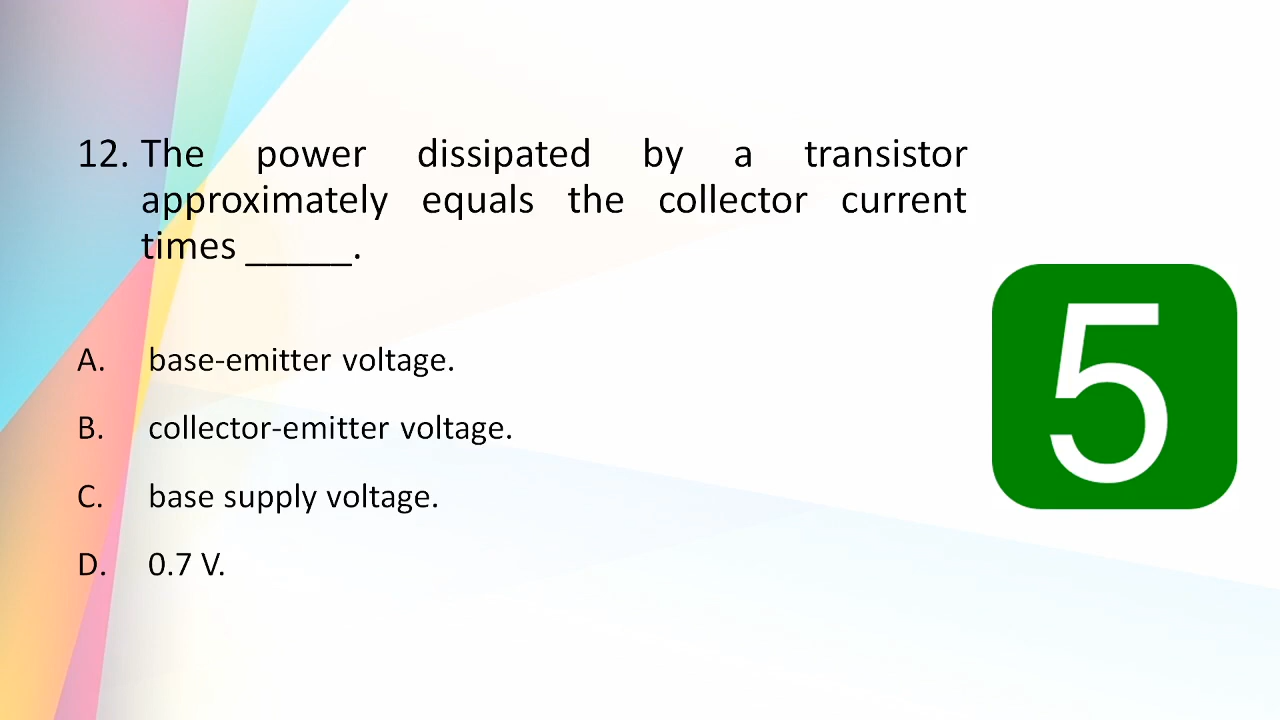 12. The power dissipated by a transistor
approximately equals the collector current
times _____.
A. base-emitter voltage.
B. collector-emitter voltage.
5
C. base supply voltage.
D. 0.7 V.